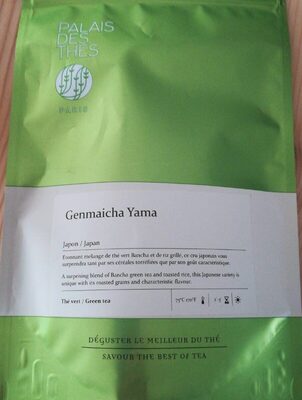 PALAIS
DES
THÉS
PARIS
Genmaicha Yama
Japon / Japan
Étonnant mélange de thé vert Bancha et de riz grillé, ce cru japonais vous
surprendra tant par ses céréales torréfiées que par son goût caractéristique.
A surprising blend of Bancha green tea and toasted rice, this Japanese variety is
unique with its roasted grains and characteristic flavour.
Thé vert / Green tea
DÉGUSTER LE MEILLEUR DU THÉ
SAVOUR THE BEST OF TEA